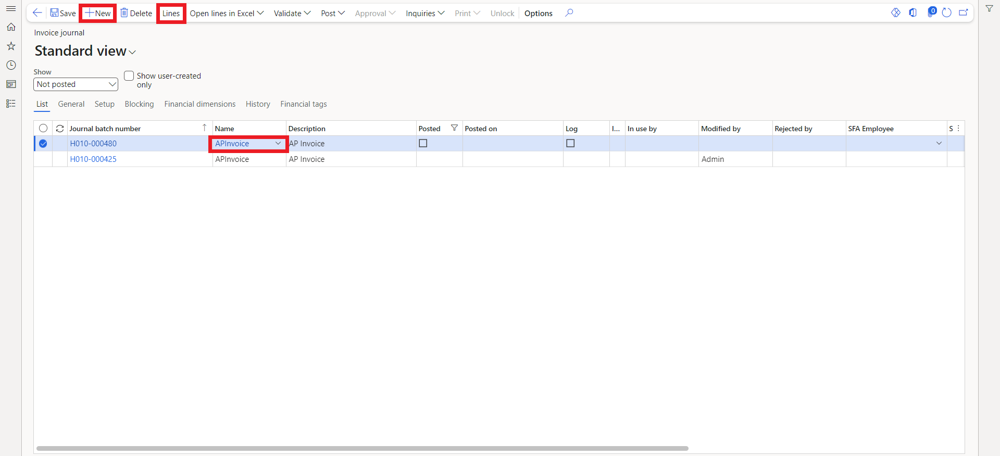 Save New Delete Lines Open lines in Excel Validate Post Approval Inquiries Print Unlock Options 0
Invoice journal
Standard view
Show
Not posted
Show user-created
only
List General Setup Blocking Financial dimensions History Financial tags
Journal batch number Name Description Posted Posted on Log I... In use by Modified by Rejected by SFA Employee S
H010-000480 APInvoice AP Invoice
H010-000425 APInvoice AP Invoice Admin